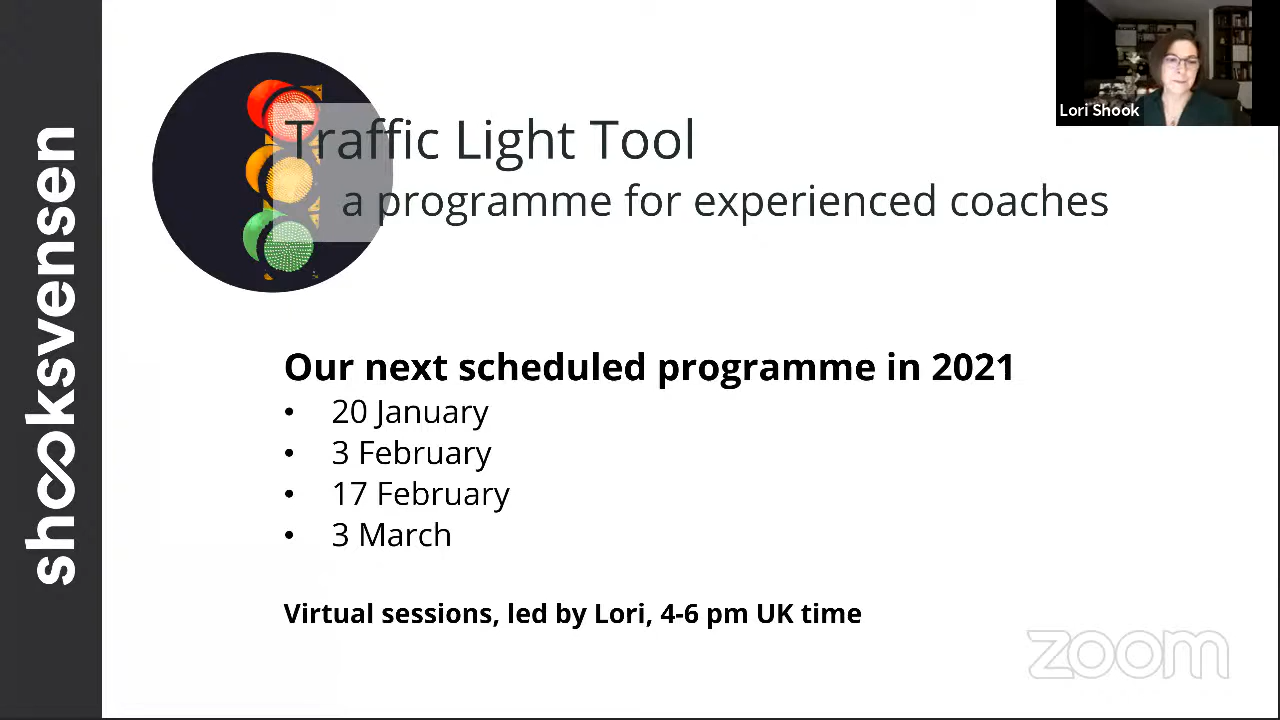 shooksvensen
Traffic Light Tool
a programme for experienced coaches
Lori Shook
Our next scheduled programme in 2021
• 20 January
• 3 February
• 17 February
• 3 March
Virtual sessions, led by Lori, 4-6 pm UK time
zoom